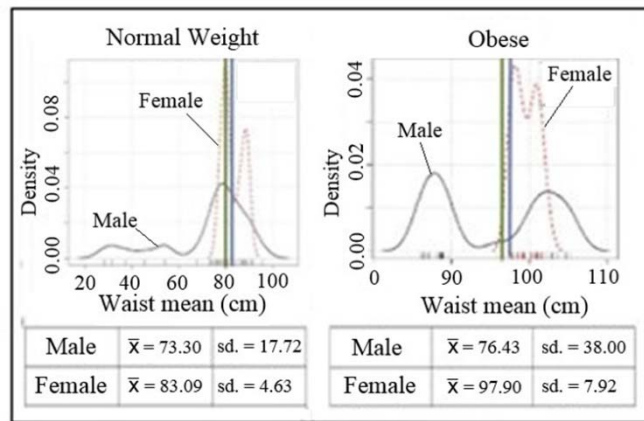 Normal Weight
Obese
Density
0.08
0.04
0.00
Female
Male
20 40 60 80 100
Waist mean (cm)
Density
0.04
0.02
0.00
Male
Female
0 90 100 110
Waist mean (cm)
Male x̄ = 73.30 sd. = 17.72
Female x̄ = 83.09 sd. = 4.63
Male x̄ = 76.43 sd. = 38.00
Female x̄ = 97.90 sd. = 7.92